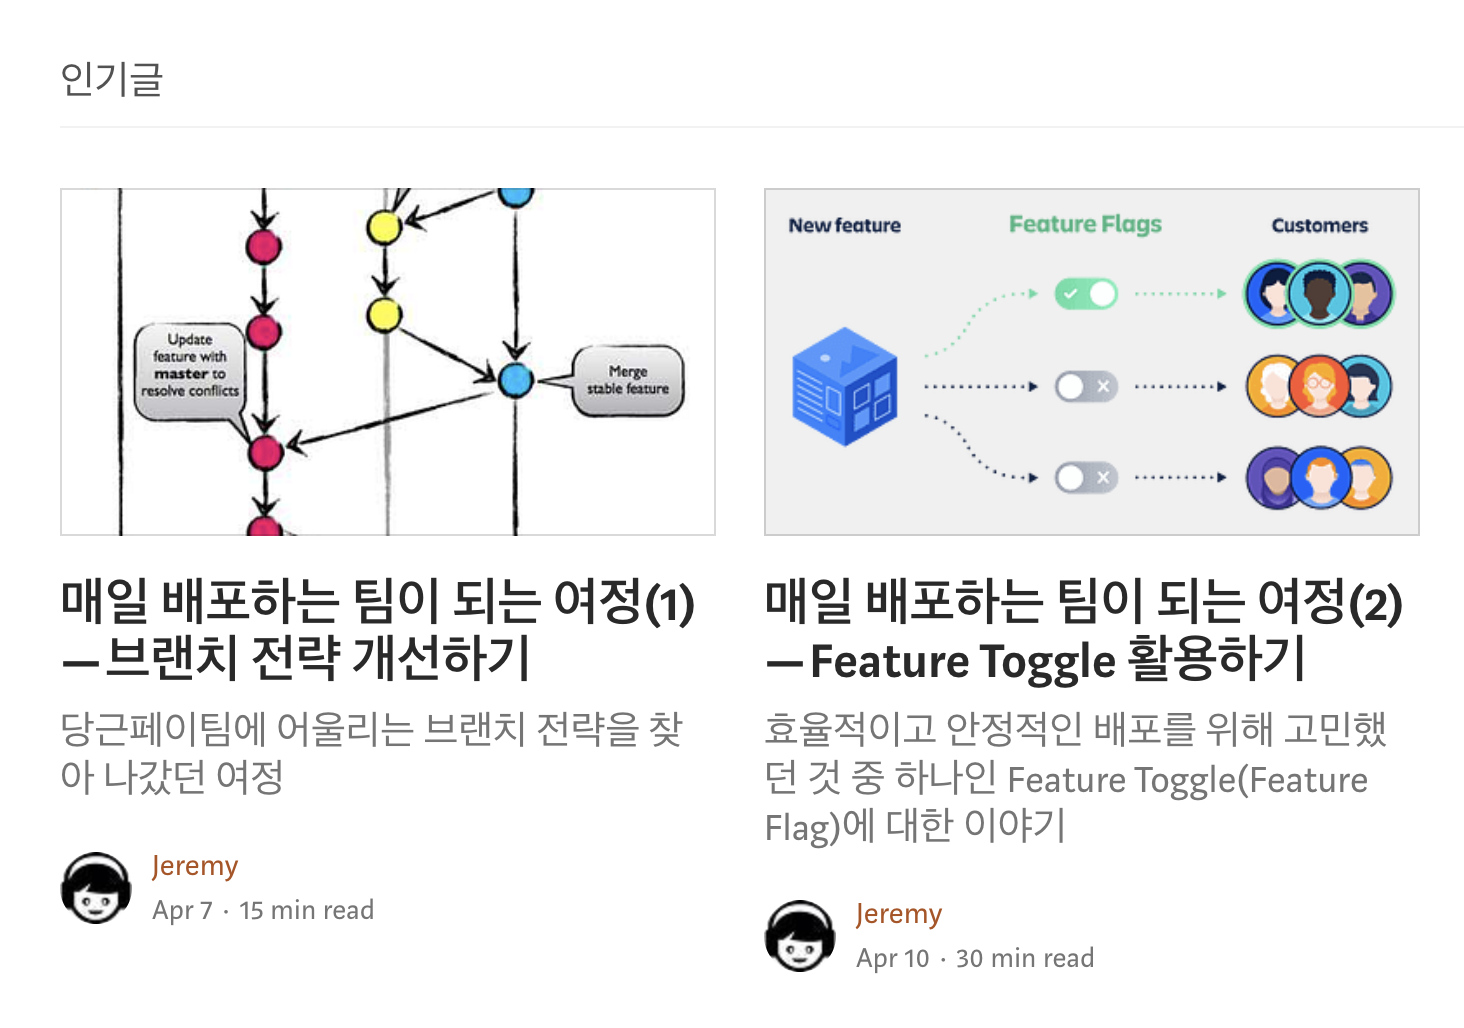 인기글
Update
feature with
master to
resolve conflicts
Merge
stable feature
매일 배포하는 팀이 되는 여정(1)
—브랜치 전략 개선하기
당근페이팀에 어울리는 브랜치 전략을 찾
아 나갔던 여정
Jeremy
Apr 7 · 15 min read
New feature
Feature Flags
Customers
매일 배포하는 팀이 되는 여정(2)
—Feature Toggle 활용하기
효율적이고 안정적인 배포를 위해 고민했
던 것 중 하나인 Feature Toggle(Feature
Flag)에 대한 이야기
Jeremy
Apr 10 · 30 min read